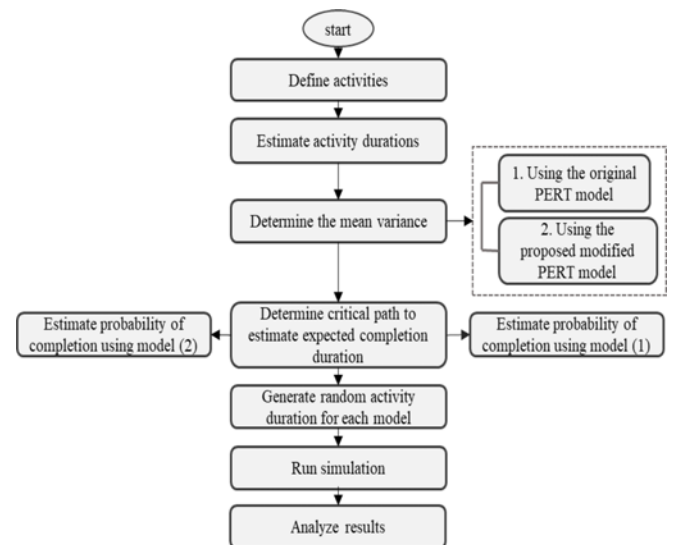 start
Define activities
Estimate activity durations
1. Using the original
PERT model
Determine the mean variance
2. Using the
proposed modified
PERT model
Estimate probability of
completion using model (2)
Determine critical path to
estimate expected completion
duration
Estimate probability of
completion using model (1)
Generate random activity
duration for each model
Run simulation
Analyze results